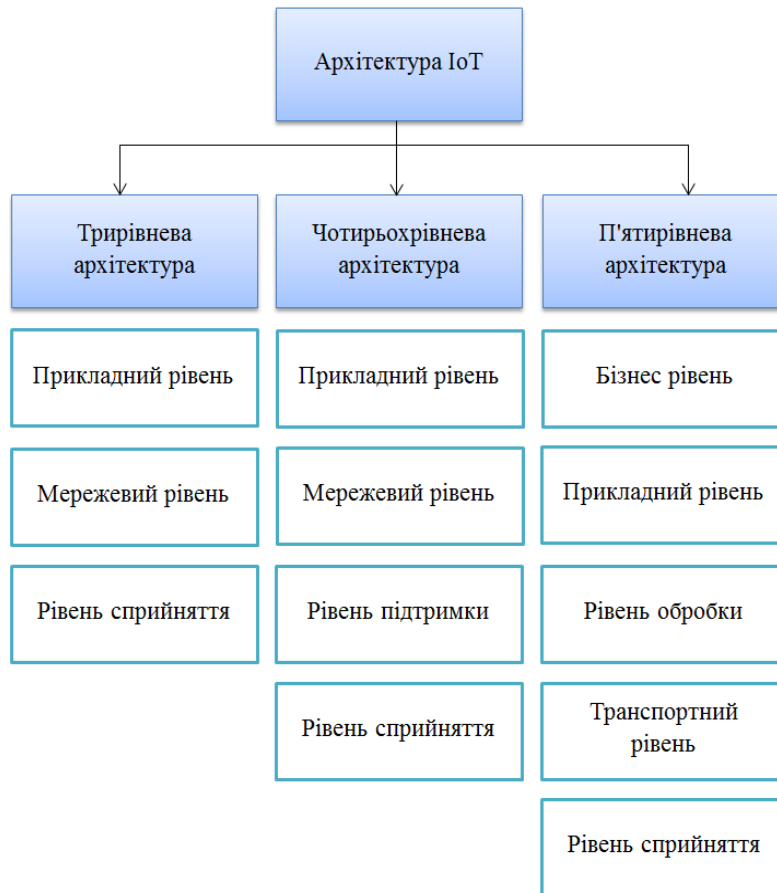 Архітектура IoT
Трирівнева
архітектура
Чотирьохрівнева
архітектура
П'ятирівнева
архітектура
Прикладний рівень
Прикладний рівень
Бізнес рівень
Мережевий рівень
Мережевий рівень
Прикладний рівень
Рівень сприйняття
Рівень підтримки
Рівень обробки
Рівень сприйняття
Транспортний
рівень
Рівень сприйняття